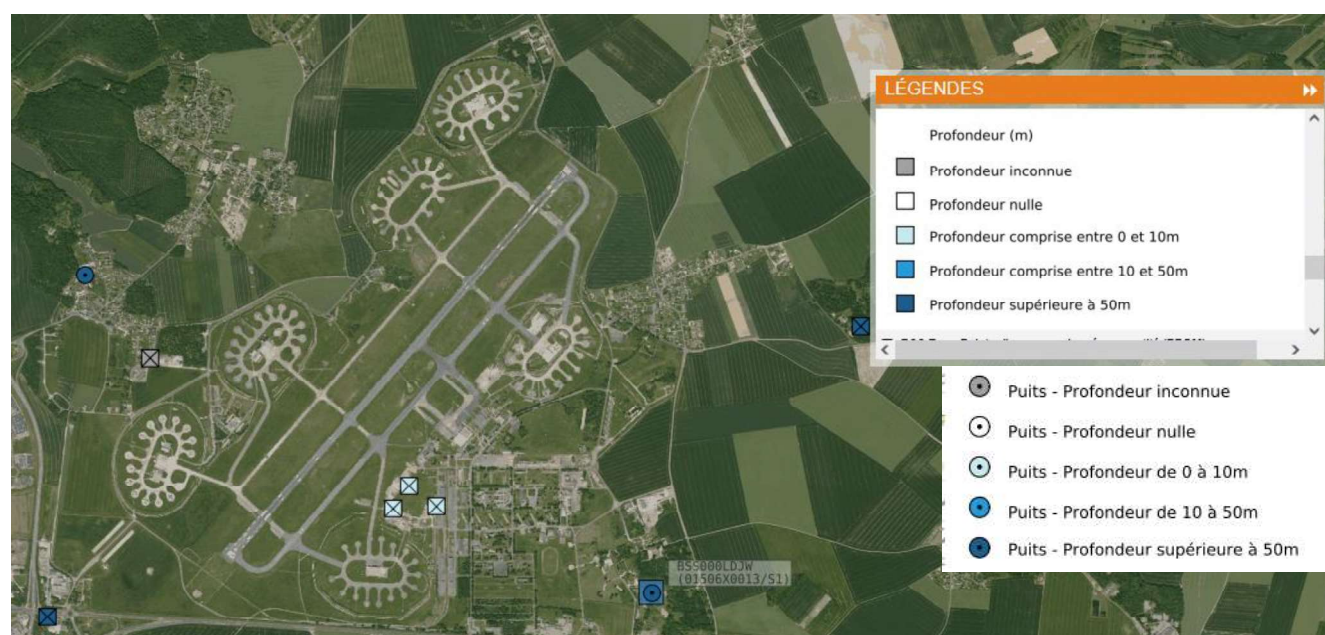 LÉGENDES
Profondeur (m)
Profondeur inconnue
Profondeur nulle
Profondeur comprise entre 0 et 10m
Profondeur comprise entre 10 et 50m
Profondeur supérieure à 50m
Puits - Profondeur inconnue
Puits - Profondeur nulle
Puits - Profondeur de 0 à 10m
Puits - Profondeur de 10 à 50m
Puits - Profondeur supérieure à 50m
BSS000LDJW
(01506X0013/S1)